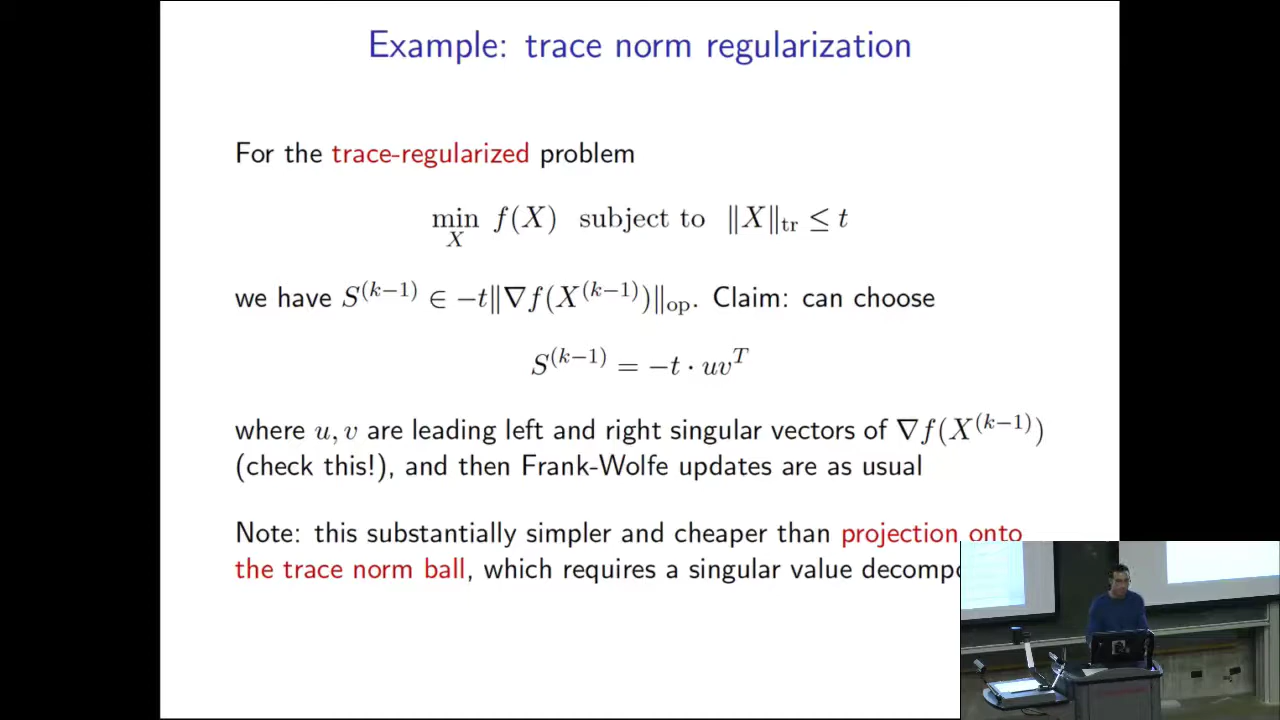 Example: trace norm regularization
For the trace-regularized problem
min_X f(X) subject to ‖X‖_tr ≤ t
we have S^(k−1) ∈ −t‖∇f(X^(k−1))‖_op. Claim: can choose
S^(k−1) = −t · uv^T
where u, v are leading left and right singular vectors of ∇f(X^(k−1))
(check this!), and then Frank-Wolfe updates are as usual
Note: this substantially simpler and cheaper than projection onto
the trace norm ball, which requires a singular value